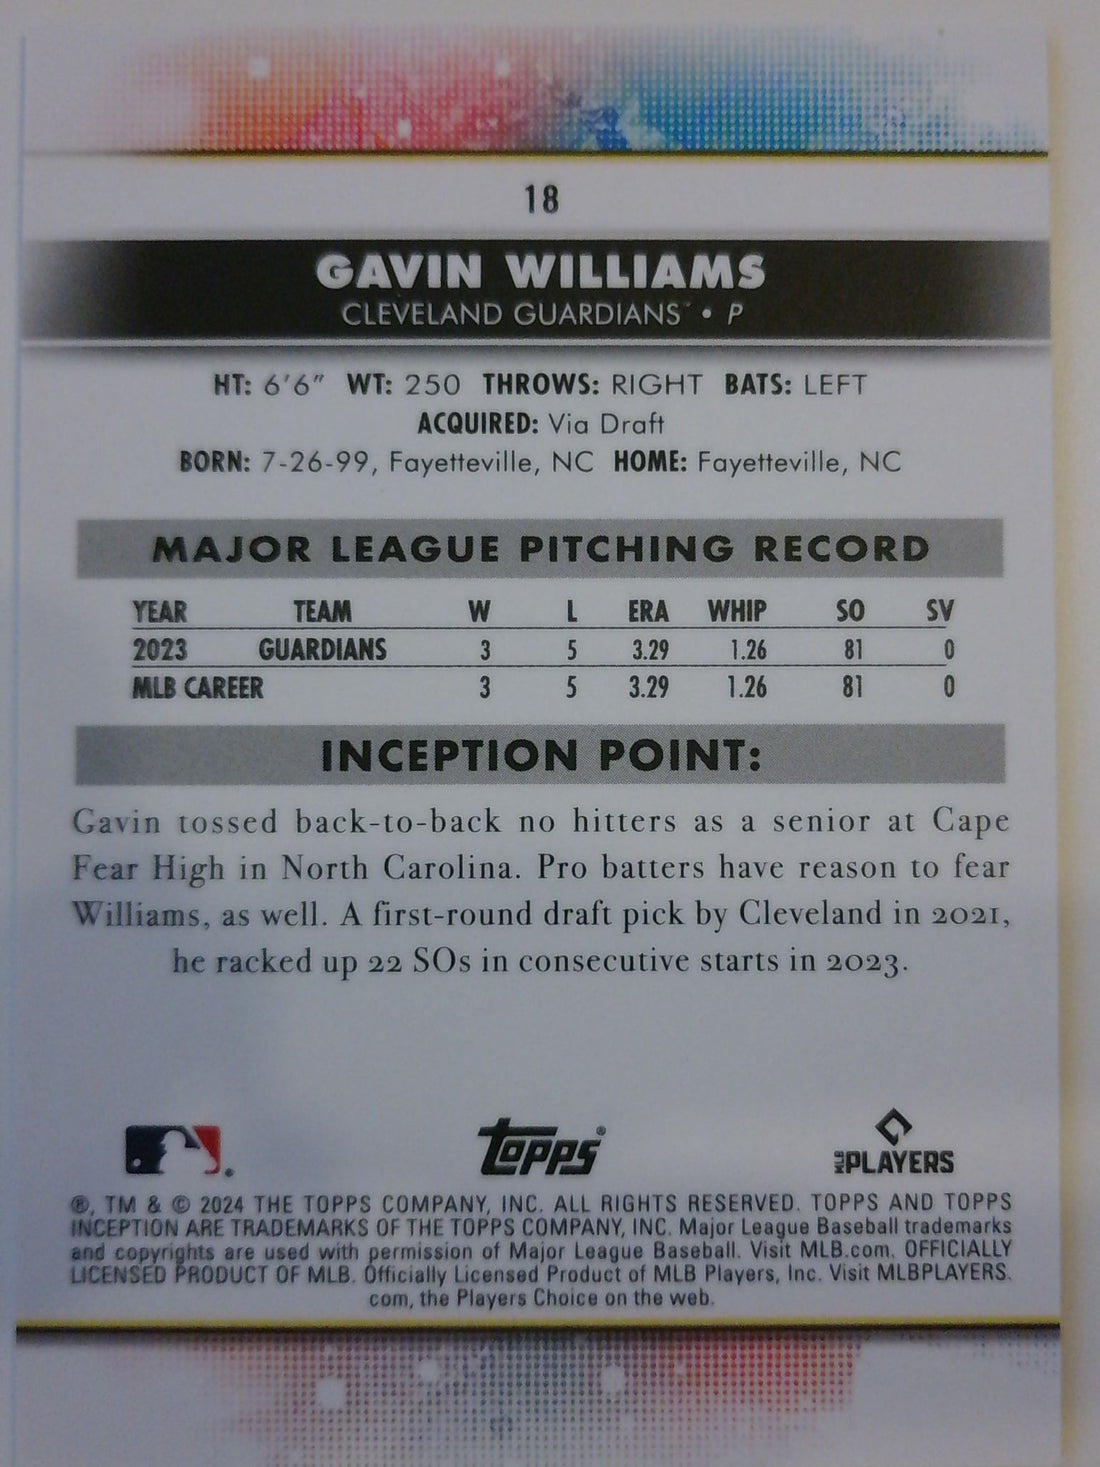 18
GAVIN WILLIAMS
CLEVELAND GUARDIANS™ • P
HT: 6'6" WT: 250 THROWS: RIGHT BATS: LEFT
ACQUIRED: Via Draft
BORN: 7-26-99, Fayetteville, NC HOME: Fayetteville, NC
MAJOR LEAGUE PITCHING RECORD
YEAR TEAM W L ERA WHIP SO SV
2023 GUARDIANS 3 5 3.29 1.26 81 0
MLB CAREER 3 5 3.29 1.26 81 0
INCEPTION POINT:
Gavin tossed back-to-back no hitters as a senior at Cape
Fear High in North Carolina. Pro batters have reason to fear
Williams, as well. A first-round draft pick by Cleveland in 2021,
he racked up 22 SOs in consecutive starts in 2023.
topps®
MLB PLAYERS
®, TM & © 2024 THE TOPPS COMPANY, INC. ALL RIGHTS RESERVED. TOPPS AND TOPPS
INCEPTION ARE TRADEMARKS OF THE TOPPS COMPANY, INC. Major League Baseball trademarks
and copyrights are used with permission of Major League Baseball. Visit MLB.com. OFFICIALLY
LICENSED PRODUCT OF MLB. Officially Licensed Product of MLB Players, Inc. Visit MLBPLAYERS.
com, the Players Choice on the web.